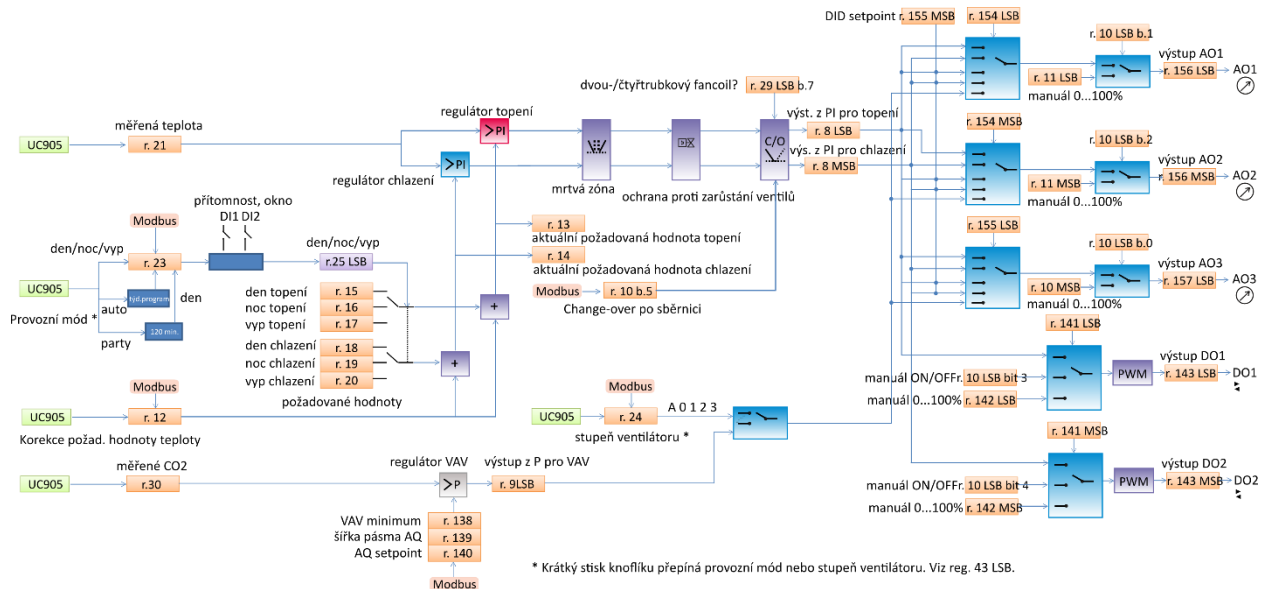 DID setpoint r. 155 MSB
r. 154 LSB
r. 10 LSB b.1
výstup AO1
r. 156 LSB
AO1
r. 11 LSB
manuál 0...100%
dvou-/čtyřtrubkový fancoil?
r. 29 LSB b.7
regulátor topení
>PI
výst. z PI pro topení
r. 8 LSB
výs. z PI pro chlazení
r. 8 MSB
C/O
měřená teplota
UC905
r. 21
>PI
regulátor chlazení
mrtvá zóna
ochrana proti zarůstání ventilů
r. 154 MSB
r. 10 LSB b.2
výstup AO2
r. 156 MSB
AO2
r. 11 MSB
manuál 0...100%
přítomnost, okno
DI1 DI2
Modbus
den/noc/vyp
r. 23
den/noc/vyp
r.25 LSB
UC905
týd.program
auto
den
Provozní mód *
120 min.
party
r. 13
aktuální požadovaná hodnota topení
r. 14
aktuální požadovaná hodnota chlazení
Modbus
r. 10 b.5
Change-over po sběrnici
den topení
r. 15
noc topení
r. 16
vyp topení
r. 17
+
den chlazení
r. 18
noc chlazení
r. 19
vyp chlazení
r. 20
+
požadované hodnoty
r. 155 LSB
r. 10 LSB b.0
výstup AO3
r. 157 LSB
AO3
r. 10 MSB
manuál 0...100%
r. 141 LSB
výstup DO1
manuál ON/OFF
r. 10 LSB bit 3
PWM
r. 143 LSB
DO1
manuál 0...100%
r. 142 LSB
Modbus
UC905
r. 12
Korekce požad. hodnoty teploty
Modbus
UC905
r. 24
A 0 1 2 3
stupeň ventilátoru *
měřené CO2
UC905
r.30
regulátor VAV
>P
výstup z P pro VAV
r. 9LSB
VAV minimum
r. 138
šířka pásma AQ
r. 139
AQ setpoint
r. 140
Modbus
r. 141 MSB
výstup DO2
manuál ON/OFF
r. 10 LSB bit 4
PWM
r. 143 MSB
DO2
manuál 0...100%
r. 142 MSB
* Krátký stisk knoflíku přepíná provozní mód nebo stupeň ventilátoru. Viz reg. 43 LSB.